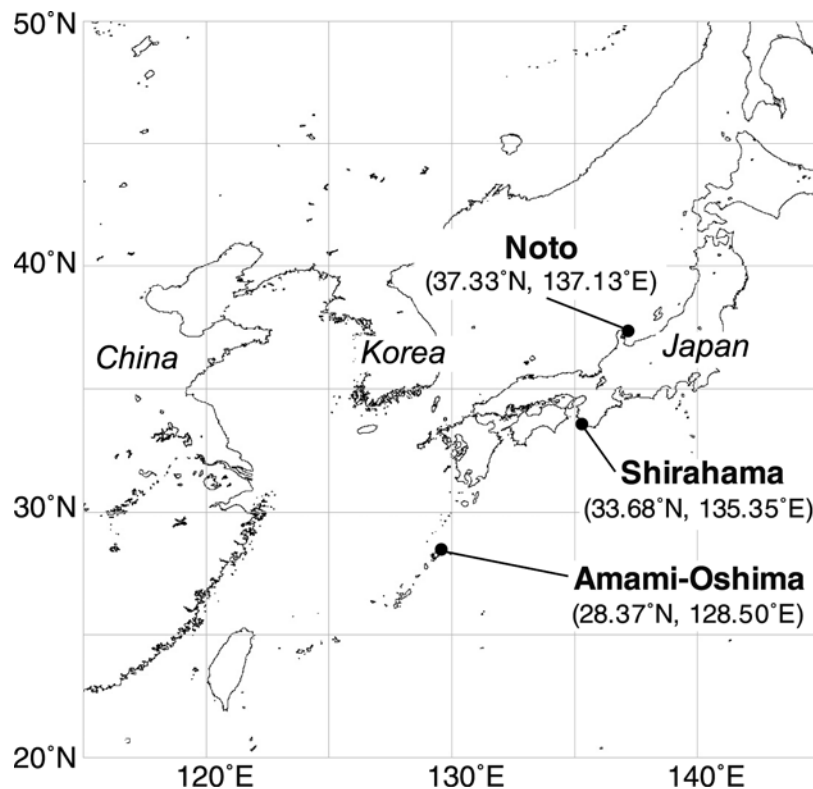 50˚N
40˚N
Noto
(37.33˚N, 137.13˚E)
China
Korea
Japan
Shirahama
(33.68˚N, 135.35˚E)
30˚N
Amami-Oshima
(28.37˚N, 128.50˚E)
20˚N
120˚E
130˚E
140˚E